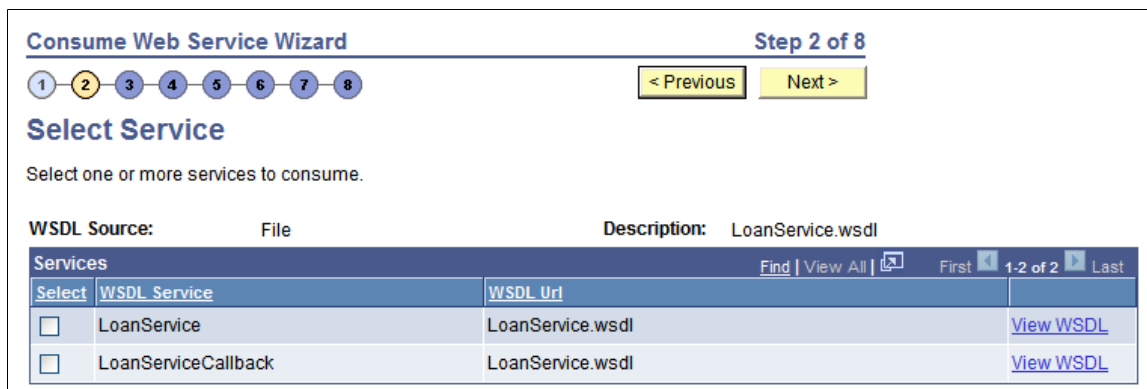 Consume Web Service Wizard Step 2 of 8
1 2 3 4 5 6 7 8 < Previous Next >
Select Service
Select one or more services to consume.
WSDL Source: File Description: LoanService.wsdl
Services Find | View All | First 1-2 of 2 Last
Select WSDL Service WSDL Url
LoanService LoanService.wsdl View WSDL
LoanServiceCallback LoanService.wsdl View WSDL